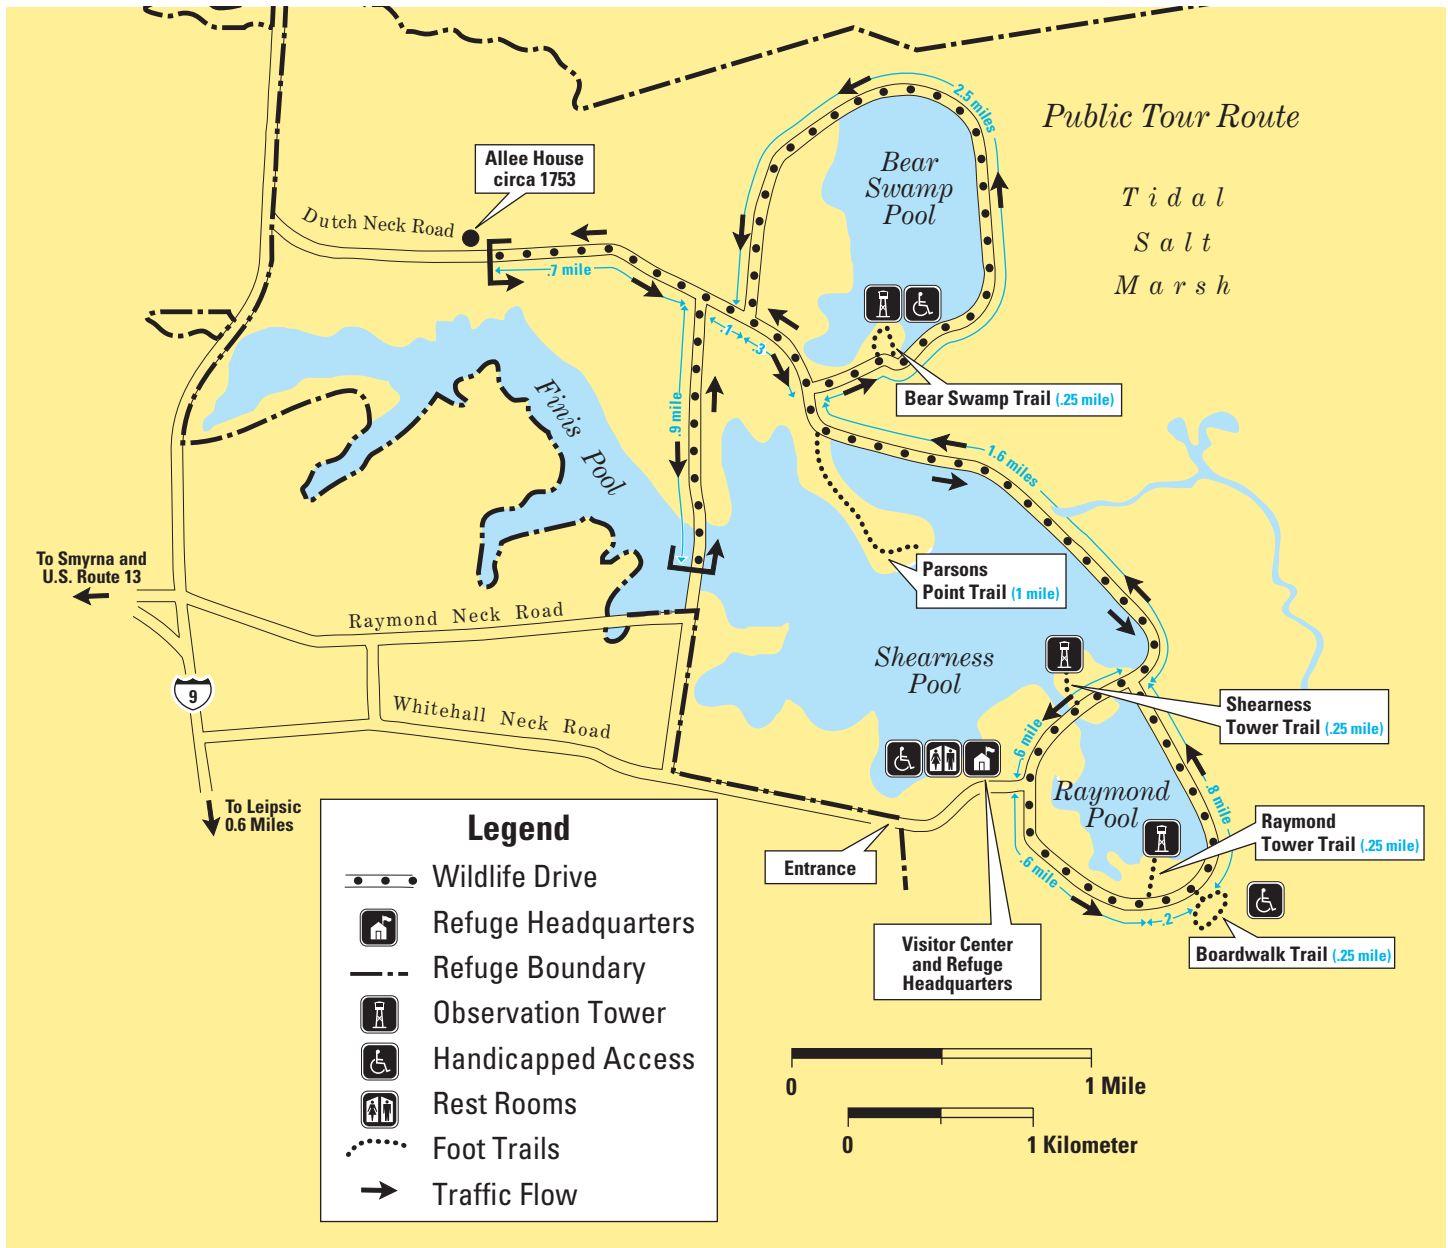 Public Tour Route
Tidal
Salt
Marsh
2.5 miles
Bear
Swamp
Pool
Allee House
circa 1753
Dutch Neck Road
.7 mile
.1
.3
Bear Swamp Trail (.25 mile)
Finis Pool
.9 mile
1.6 miles
To Smyrna and
U.S. Route 13
Parsons
Point Trail (1 mile)
Raymond Neck Road
Shearness
Pool
9
Whitehall Neck Road
Shearness
Tower Trail (.25 mile)
.6 mile
Raymond
Pool
.8 mile
To Leipsic
0.6 Miles
Raymond
Tower Trail (.25 mile)
Entrance
.6 mile
.2
Visitor Center
and Refuge
Headquarters
Boardwalk Trail (.25 mile)
Legend
Wildlife Drive
Refuge Headquarters
Refuge Boundary
Observation Tower
Handicapped Access
Rest Rooms
Foot Trails
Traffic Flow
0
1 Mile
0
1 Kilometer